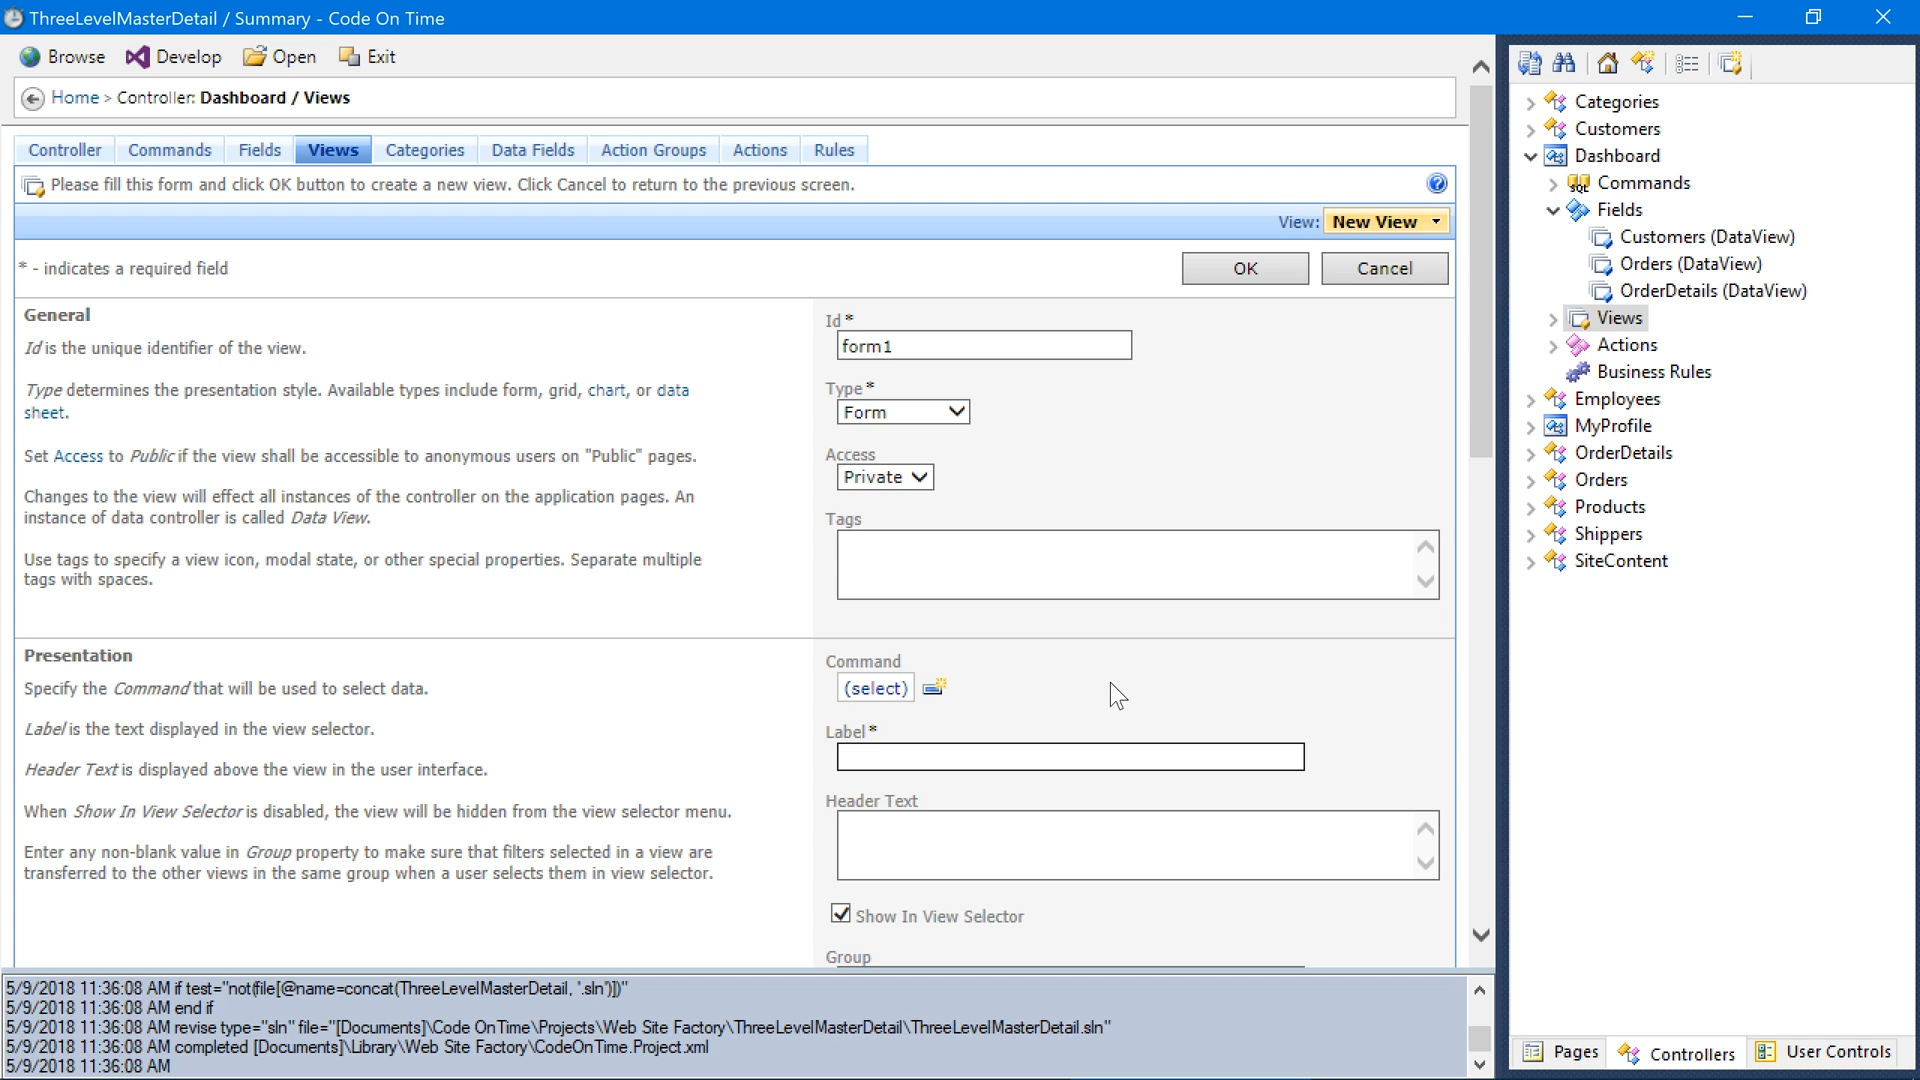 ThreeLevelMasterDetail / Summary - Code On Time
Browse Develop Open Exit
Home > Controller: Dashboard / Views
Controller Commands Fields Views Categories Data Fields Action Groups Actions Rules
Please fill this form and click OK button to create a new view. Click Cancel to return to the previous screen.
View: New View
* - indicates a required field
OK Cancel
General
Id is the unique identifier of the view.
Type determines the presentation style. Available types include form, grid, chart, or data
sheet.
Set Access to Public if the view shall be accessible to anonymous users on "Public" pages.
Changes to the view will effect all instances of the controller on the application pages. An
instance of data controller is called Data View.
Use tags to specify a view icon, modal state, or other special properties. Separate multiple
tags with spaces.
Id *
form1
Type *
Form
Access
Private
Tags
Presentation
Specify the Command that will be used to select data.
Label is the text displayed in the view selector.
Header Text is displayed above the view in the user interface.
When Show In View Selector is disabled, the view will be hidden from the view selector menu.
Enter any non-blank value in Group property to make sure that filters selected in a view are
transferred to the other views in the same group when a user selects them in view selector.
Command
(select)
Label *
Header Text
Show In View Selector
Group
5/9/2018 11:36:08 AM if test="not(file[@name=concat(ThreeLevelMasterDetail, '.sln')])"
5/9/2018 11:36:08 AM end if
5/9/2018 11:36:08 AM revise type="sln" file="[Documents]\Code OnTime\Projects\Web Site Factory\ThreeLevelMasterDetail\ThreeLevelMasterDetail.sln"
5/9/2018 11:36:08 AM completed [Documents]\Library\Web Site Factory\CodeOnTime.Project.xml
5/9/2018 11:36:08 AM
Categories
Customers
Dashboard
SQL Commands
Fields
Customers (DataView)
Orders (DataView)
OrderDetails (DataView)
Views
Actions
Business Rules
Employees
MyProfile
OrderDetails
Orders
Products
Shippers
SiteContent
Pages Controllers User Controls